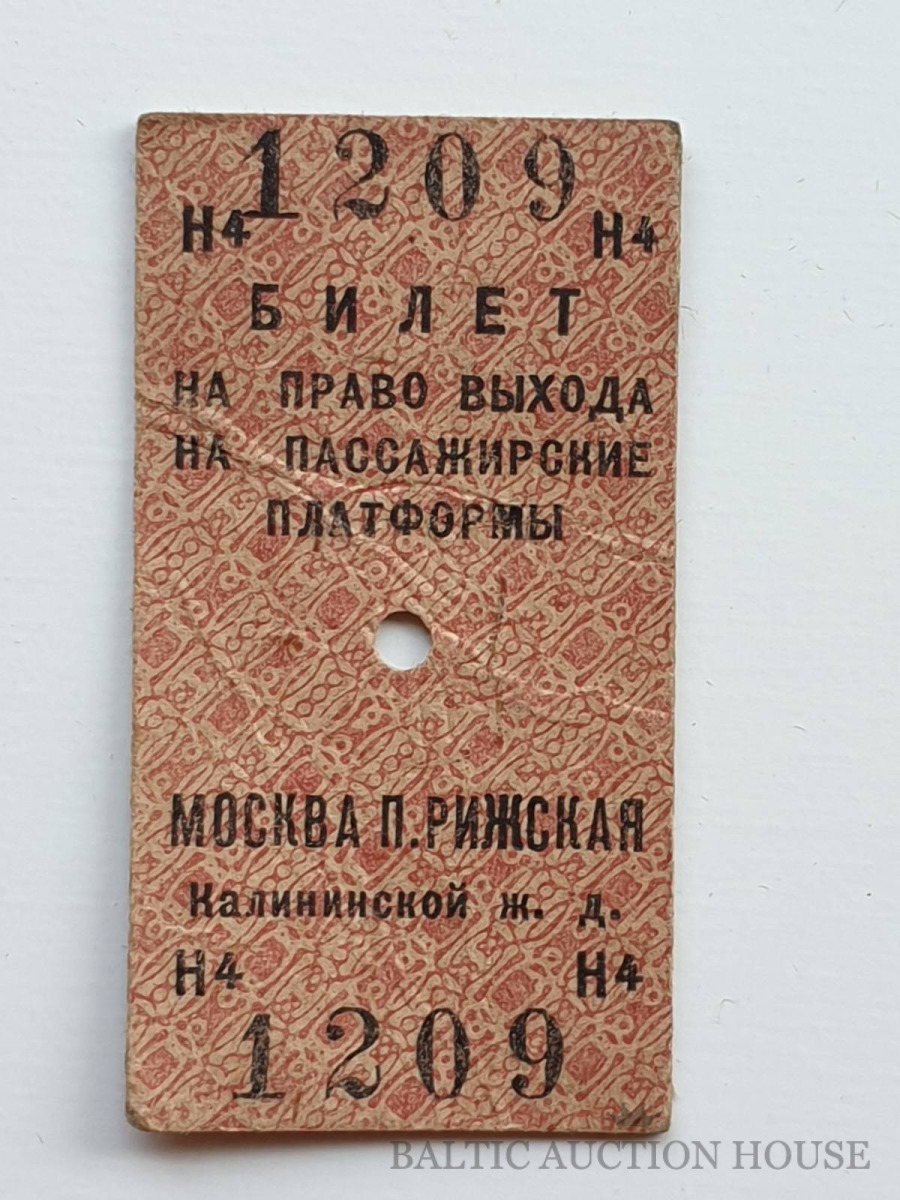 1209
Н4 Н4
БИЛЕТ
НА ПРАВО ВЫХОДА
НА ПАССАЖИРСКИЕ
ПЛАТФОРМЫ
МОСКВА П. РИЖСКАЯ
Калининской ж. д.
Н4 Н4
1209
BALTIC AUCTION HOUSE